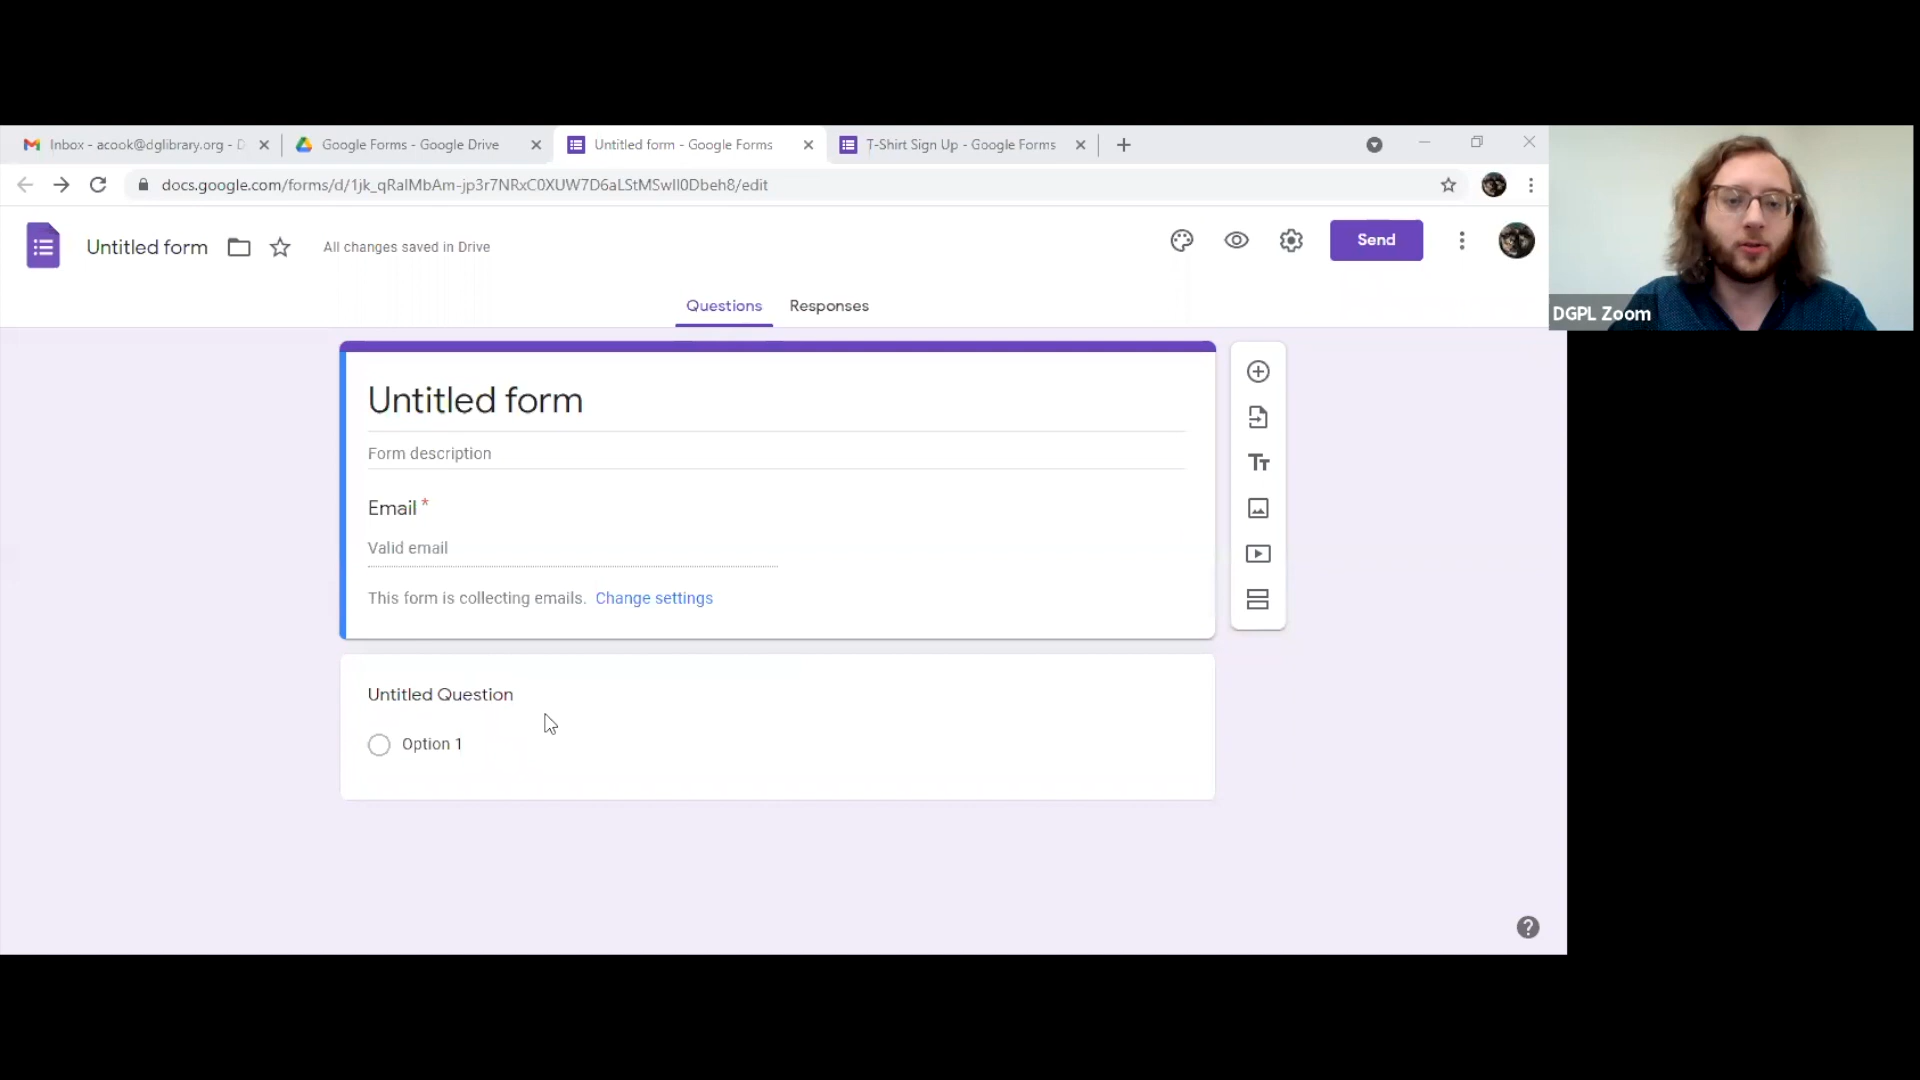 Inbox - acook@dglibrary.org - D
Google Forms - Google Drive
Untitled form - Google Forms
T-Shirt Sign Up - Google Forms
docs.google.com/forms/d/1jk_qRalMbAm-jp3r7NRxC0XUW7D6aLStMSwll0Dbeh8/edit
Untitled form
All changes saved in Drive
Send
DGPL Zoom
Questions
Responses
Untitled form
Form description
Email *
Valid email
This form is collecting emails. Change settings
Untitled Question
Option 1